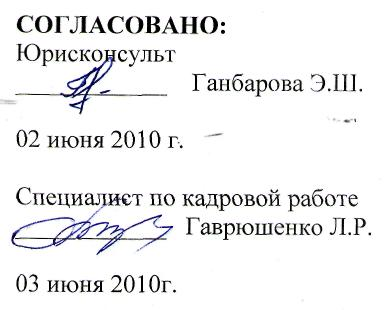 СОГЛАСОВАНО:
Юрисконсульт
Ганбарова Э.Ш.
02 июня 2010 г.
Специалист по кадровой работе
Гаврюшенко Л.Р.
03 июня 2010г.